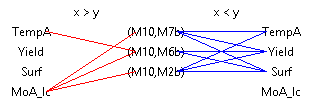 x > y x < y
TempA (M10,M7b) TempA
Yield (M10,M6b) Yield
Surf (M10,M2b) Surf
MoA_Ic MoA_Ic